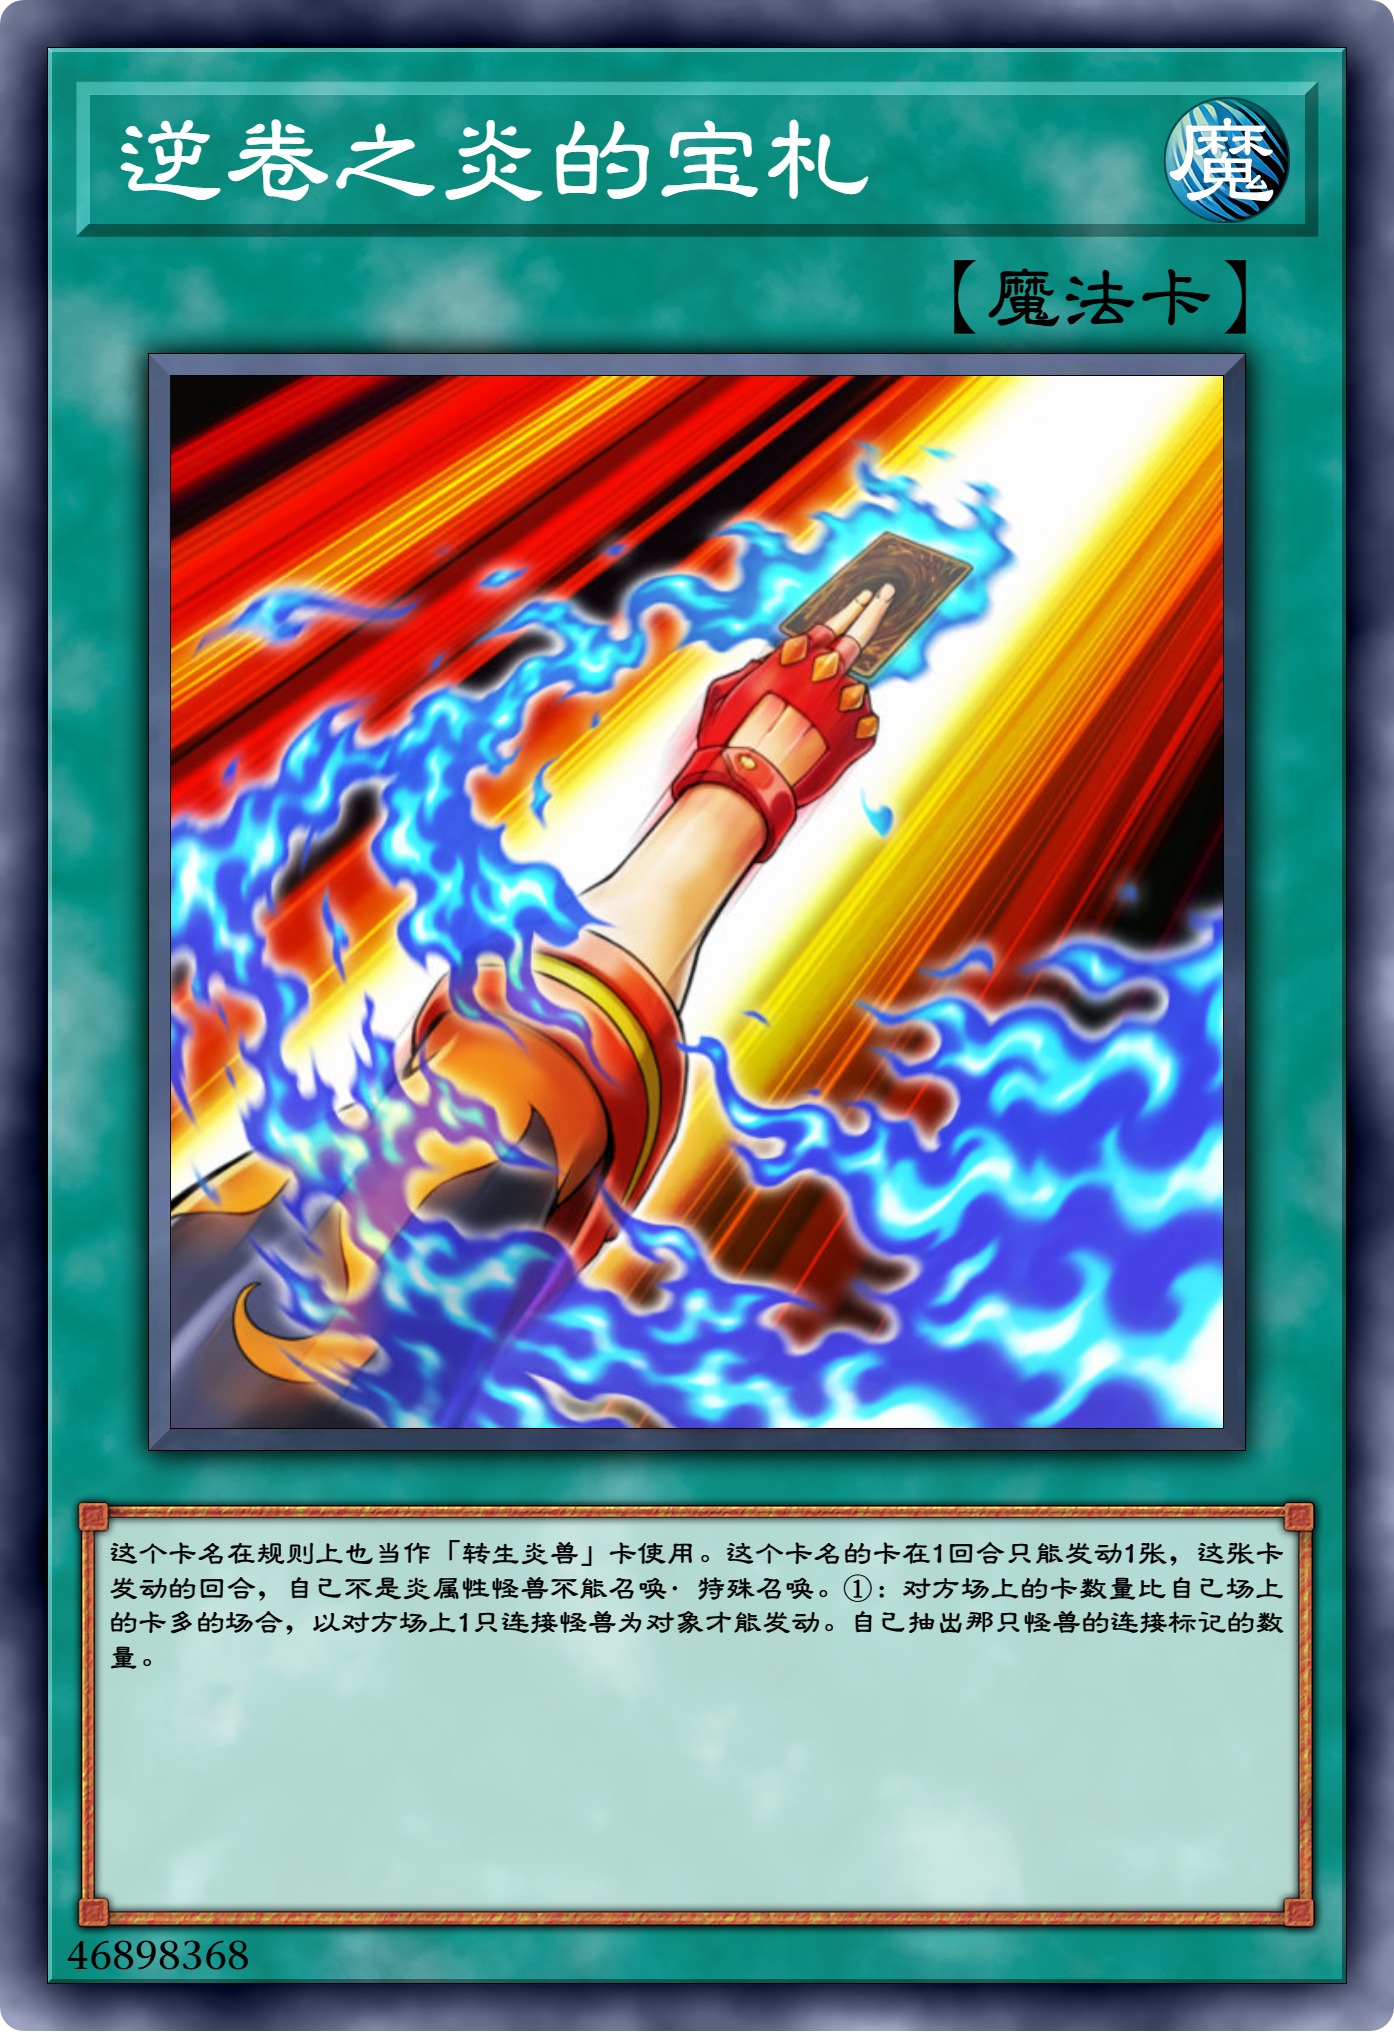 逆卷之炎的宝札
魔
【魔法卡】
这个卡名在规则上也当作「转生炎兽」卡使用。这个卡名的卡在1回合只能发动1张，这张卡
发动的回合，自己不是炎属性怪兽不能召唤·特殊召唤。①：对方场上的卡数量比自己场上
的卡多的场合，以对方场上1只连接怪兽为对象才能发动。自己抽出那只怪兽的连接标记的数
量。
46898368